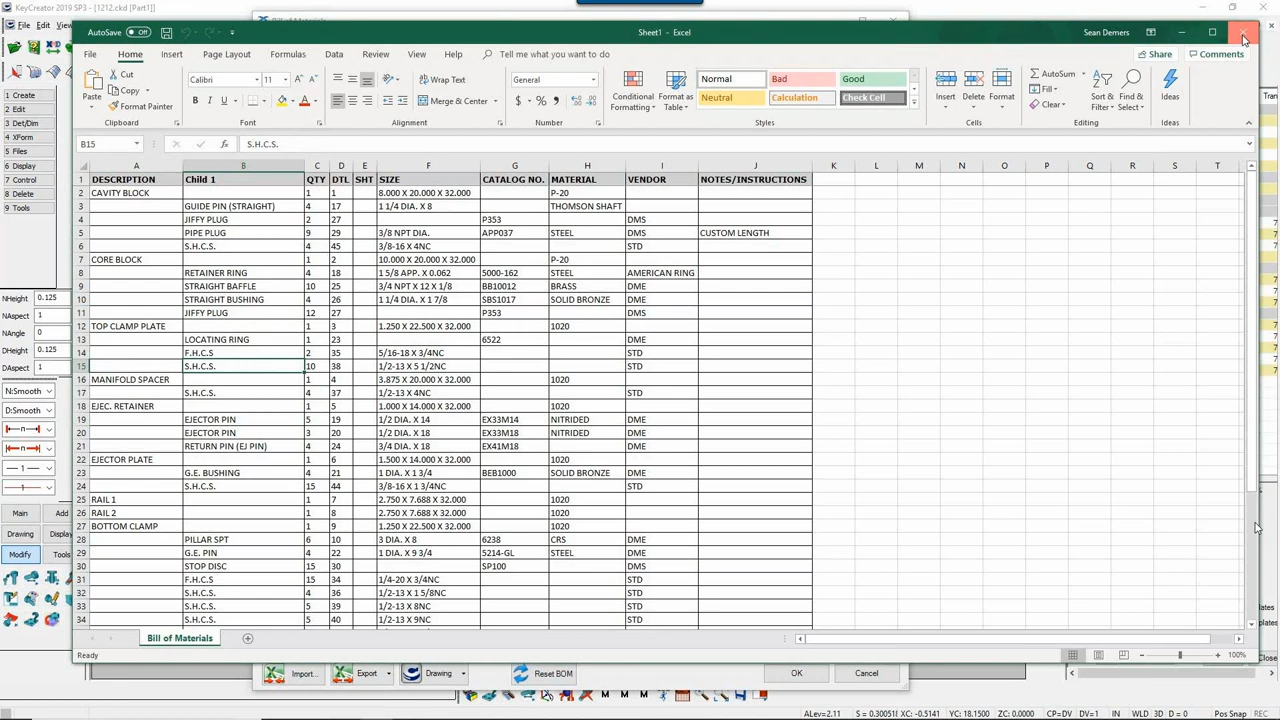 KeyCreator 2019 SP3 - [1212.ckd [Part1]]
File Edit View
AutoSave Off
Sheet1 - Excel
Sean Demers
File Home Insert Page Layout Formulas Data Review View Help Tell me what you want to do Share Comments
Paste Cut Copy Format Painter Clipboard
Calibri 11 B I U Font
Wrap Text Merge & Center Alignment
General $ % , Number
Conditional Formatting Format as Table Normal Bad Good Neutral Calculation Check Cell Styles
Insert Delete Format Cells
AutoSum Fill Clear Sort & Filter Find & Select Editing
Ideas Ideas
B15 fx S.H.C.S.
A B C D E F G H I J K L M N O P Q R S T
1 DESCRIPTION Child 1 QTY DTL SHT SIZE CATALOG NO. MATERIAL VENDOR NOTES/INSTRUCTIONS
2 CAVITY BLOCK 1 1 8.000 X 20.000 X 32.000 P-20
3 GUIDE PIN (STRAIGHT) 4 17 1 1/4 DIA. X 8 THOMSON SHAFT
4 JIFFY PLUG 2 27 P353 DMS
5 PIPE PLUG 9 29 3/8 NPT DIA. APP037 STEEL DMS CUSTOM LENGTH
6 S.H.C.S. 4 45 3/8-16 X 4NC STD
7 CORE BLOCK 1 2 10.000 X 20.000 X 32.000 P-20
8 RETAINER RING 4 18 1 5/8 APP. X 0.062 5000-162 STEEL AMERICAN RING
9 STRAIGHT BAFFLE 10 25 3/4 NPT X 12 X 1/8 BB10012 BRASS DME
10 STRAIGHT BUSHING 4 26 1 1/4 DIA. X 1 7/8 SBS1017 SOLID BRONZE DME
11 JIFFY PLUG 12 27 P353 DMS
12 TOP CLAMP PLATE 1 3 1.250 X 22.500 X 32.000 1020
13 LOCATING RING 1 23 6522 DME
14 F.H.C.S 2 35 5/16-18 X 3/4NC STD
15 S.H.C.S. 10 38 1/2-13 X 5 1/2NC STD
16 MANIFOLD SPACER 1 4 3.875 X 20.000 X 32.000 1020
17 S.H.C.S. 4 37 1/2-13 X 4NC STD
18 EJEC. RETAINER 1 5 1.000 X 14.000 X 32.000 1020
19 EJECTOR PIN 5 19 1/2 DIA. X 14 EX33M14 NITRIDED DME
20 EJECTOR PIN 3 20 1/2 DIA. X 18 EX33M18 NITRIDED DME
21 RETURN PIN (EJ PIN) 4 24 3/4 DIA. X 18 EX41M18 DME
22 EJECTOR PLATE 1 6 1.500 X 14.000 X 32.000 1020
23 G.E. BUSHING 4 21 1 DIA. X 1 3/4 BEB1000 SOLID BRONZE DME
24 S.H.C.S. 15 44 3/8-16 X 1 3/4NC STD
25 RAIL 1 1 7 2.750 X 7.688 X 32.000 1020
26 RAIL 2 1 8 2.750 X 7.688 X 32.000 1020
27 BOTTOM CLAMP 1 9 1.250 X 22.500 X 32.000 1020
28 PILLAR SPT 6 10 3 DIA. X 8 6238 CRS DME
29 G.E. PIN 4 22 1 DIA. X 9 3/4 5214-GL STEEL DME
30 STOP DISC 15 30 SP100 DME
31 F.H.C.S 15 34 1/4-20 X 3/4NC STD
32 S.H.C.S. 4 36 1/2-13 X 1 5/8NC STD
33 S.H.C.S. 5 39 1/2-13 X 8NC STD
34 S.H.C.S. 5 40 1/2-13 X 9NC STD
Bill of Materials
Ready 100%
1 Create
2 Edit
3 Det/Dim
4 XForm
5 Files
6 Display
7 Control
8 Delete
9 Tools
NHeight 0.125
NAspect 1
NAngle 0
DHeight 0.125
DAspect 1
N:Smooth
D:Smooth
1
1
Main Add
Drawing Display
Modify Tools
Import... Export Drawing Reset BOM OK Cancel
ALev=2.11 S = 0.300518 XC: -0.5141 YC: 18.1500 ZC: 0.0000 CP=DV DV=1 IN WLD 3D D = 0 Pos Snap REC